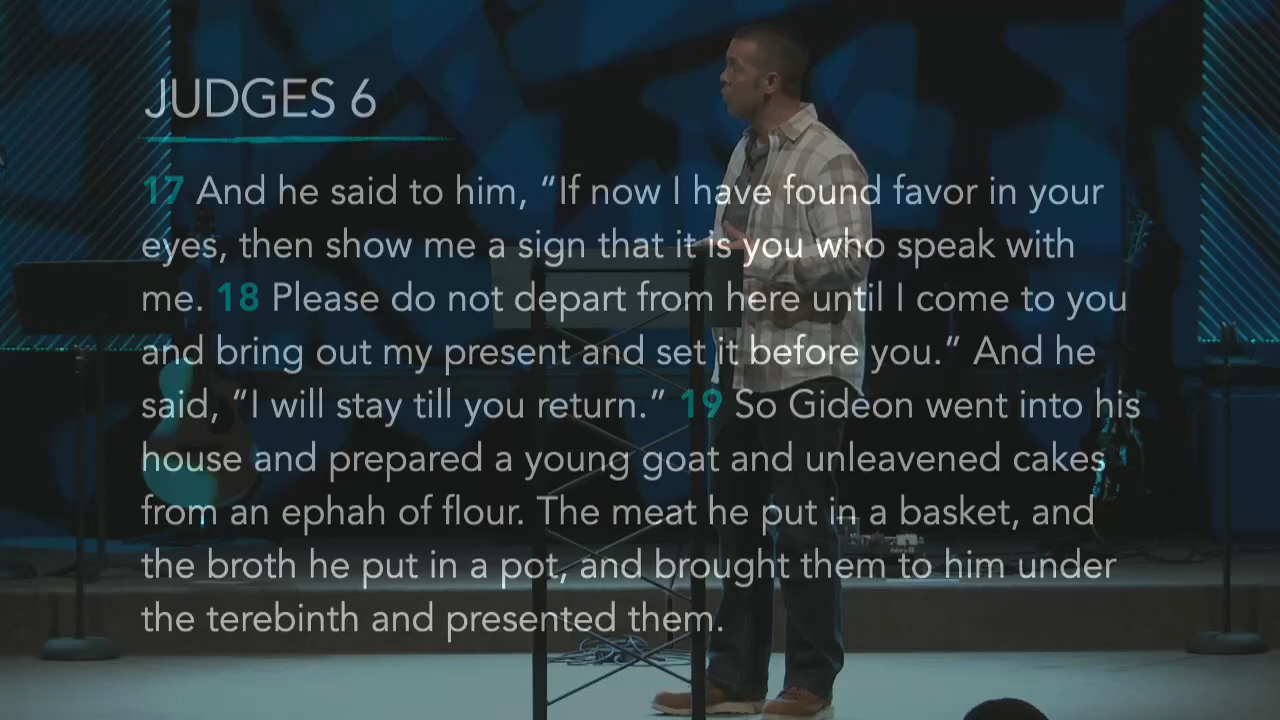 JUDGES 6
17 And he said to him, “If now I have found favor in your
eyes, then show me a sign that it is you who speak with
me. 18 Please do not depart from here until I come to you
and bring out my present and set it before you.” And he
said, “I will stay till you return.” 19 So Gideon went into his
house and prepared a young goat and unleavened cakes
from an ephah of flour. The meat he put in a basket, and
the broth he put in a pot, and brought them to him under
the terebinth and presented them.